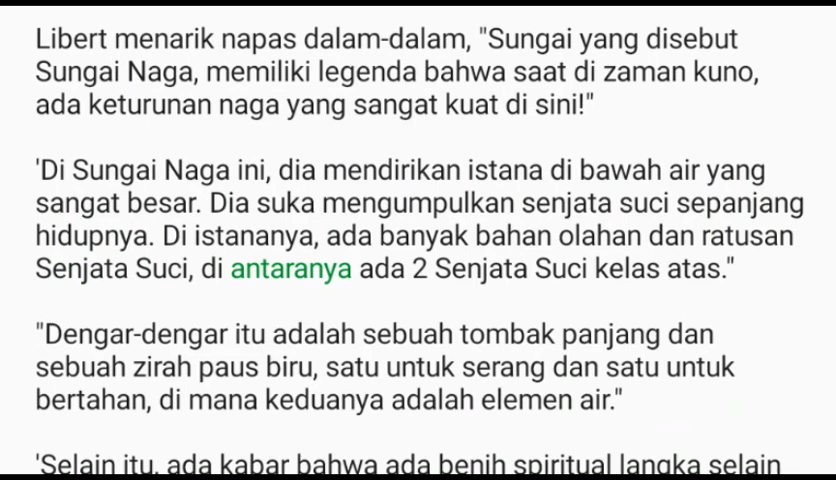 Libert menarik napas dalam-dalam, "Sungai yang disebut
Sungai Naga, memiliki legenda bahwa saat di zaman kuno,
ada keturunan naga yang sangat kuat di sini!"
'Di Sungai Naga ini, dia mendirikan istana di bawah air yang
sangat besar. Dia suka mengumpulkan senjata suci sepanjang
hidupnya. Di istananya, ada banyak bahan olahan dan ratusan
Senjata Suci, di antaranya ada 2 Senjata Suci kelas atas."
"Dengar-dengar itu adalah sebuah tombak panjang dan
sebuah zirah paus biru, satu untuk serang dan satu untuk
bertahan, di mana keduanya adalah elemen air."
'Selain itu, ada kabar bahwa ada benih spiritual langka selain